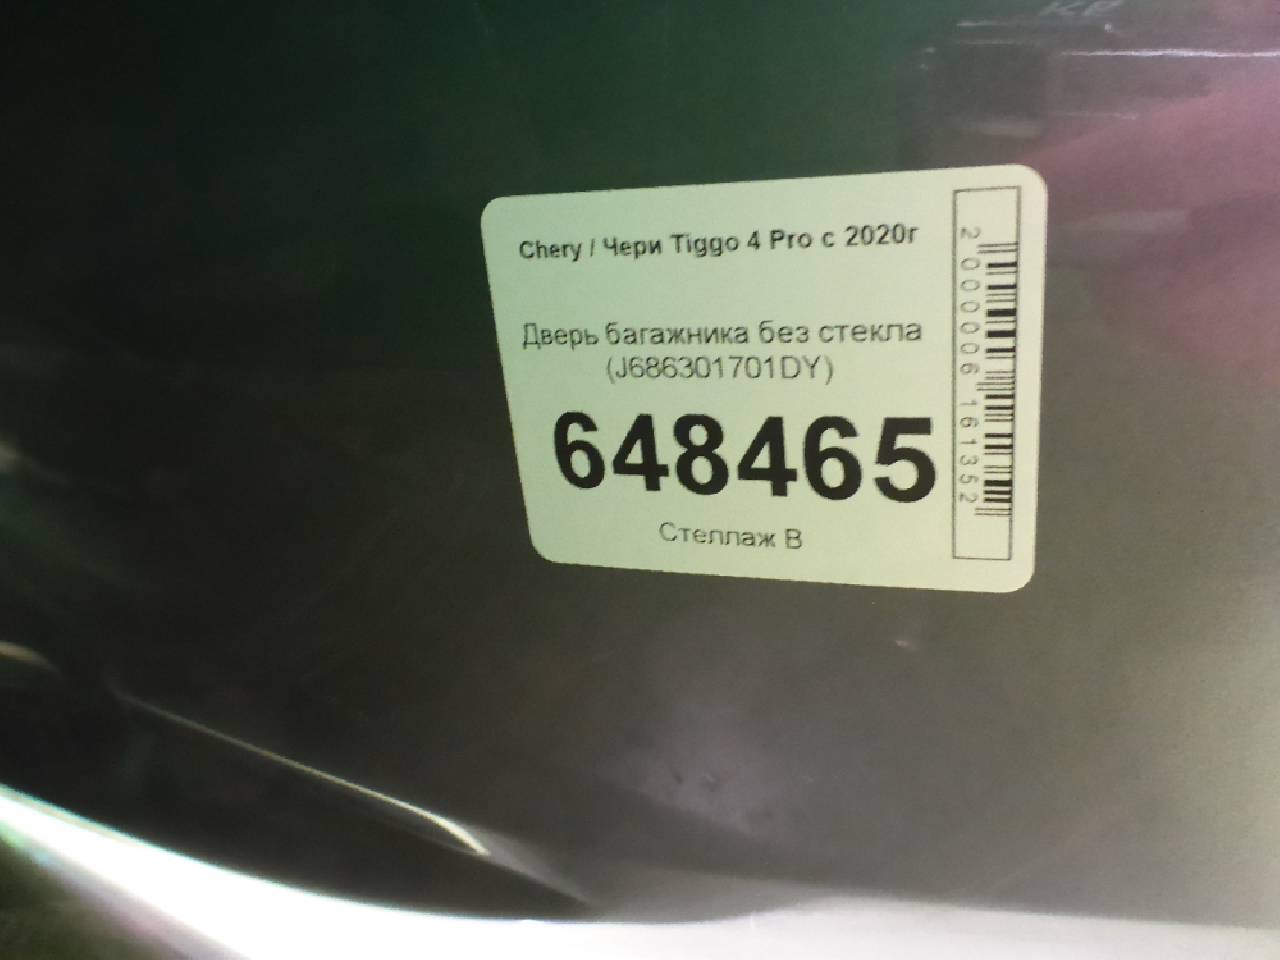 Chery / Чери Tiggo 4 Pro с 2020г
Дверь багажника без стекла
(J686301701DY)
648465
Стеллаж В
2000006161352